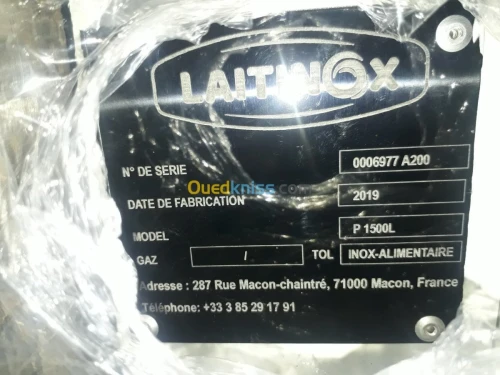 LAITINOX
N° DE SERIE 0006977 A200
Ouedkniss.com
DATE DE FABRICATION 2019
MODEL P 1500L
GAZ / TOL INOX-ALIMENTAIRE
Adresse : 287 Rue Macon-chaintré, 71000 Macon, France
Téléphone: +33 3 85 29 17 91